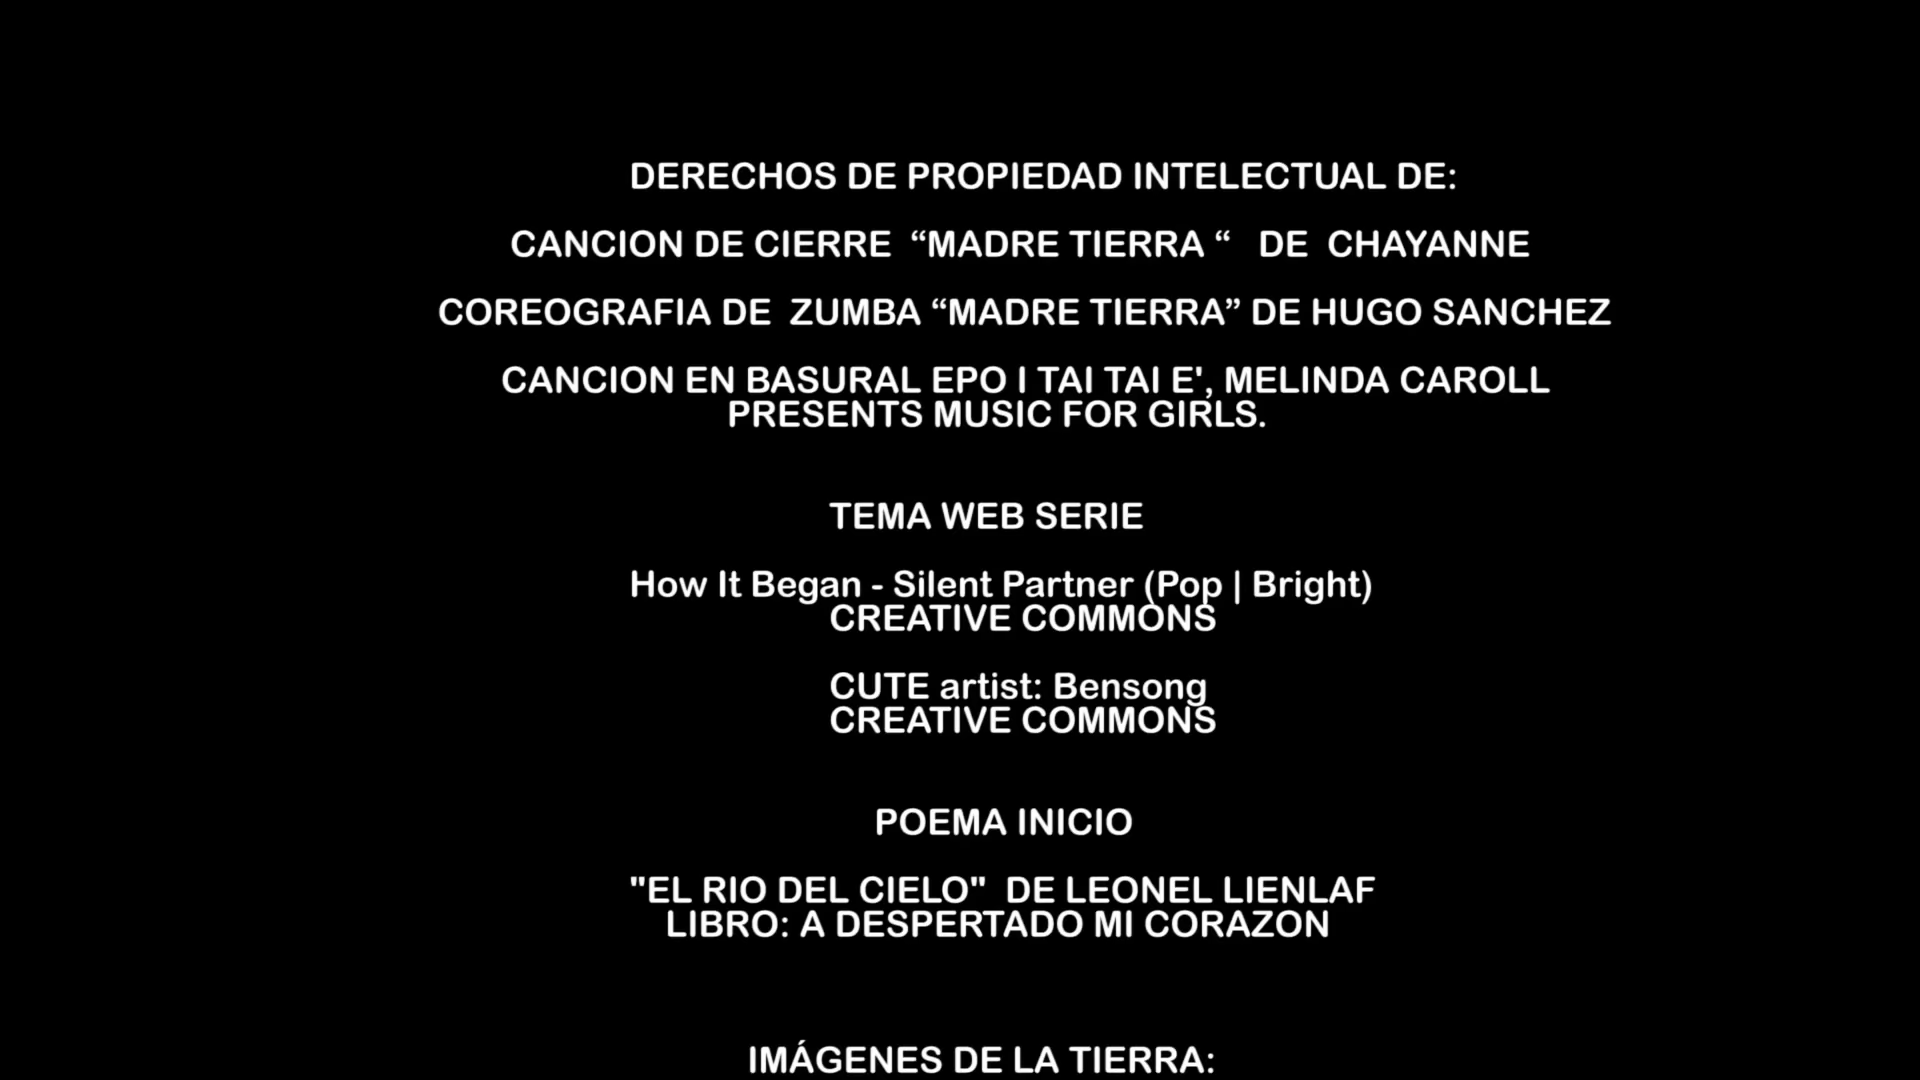 DERECHOS DE PROPIEDAD INTELECTUAL DE:
CANCION DE CIERRE “MADRE TIERRA “ DE CHAYANNE
COREOGRAFIA DE ZUMBA “MADRE TIERRA” DE HUGO SANCHEZ
CANCION EN BASURAL EPO I TAI TAI E', MELINDA CAROLL
PRESENTS MUSIC FOR GIRLS.
TEMA WEB SERIE
How It Began - Silent Partner (Pop | Bright)
CREATIVE COMMONS
CUTE artist: Bensong
CREATIVE COMMONS
POEMA INICIO
"EL RIO DEL CIELO" DE LEONEL LIENLAF
LIBRO: A DESPERTADO MI CORAZON
IMÁGENES DE LA TIERRA: